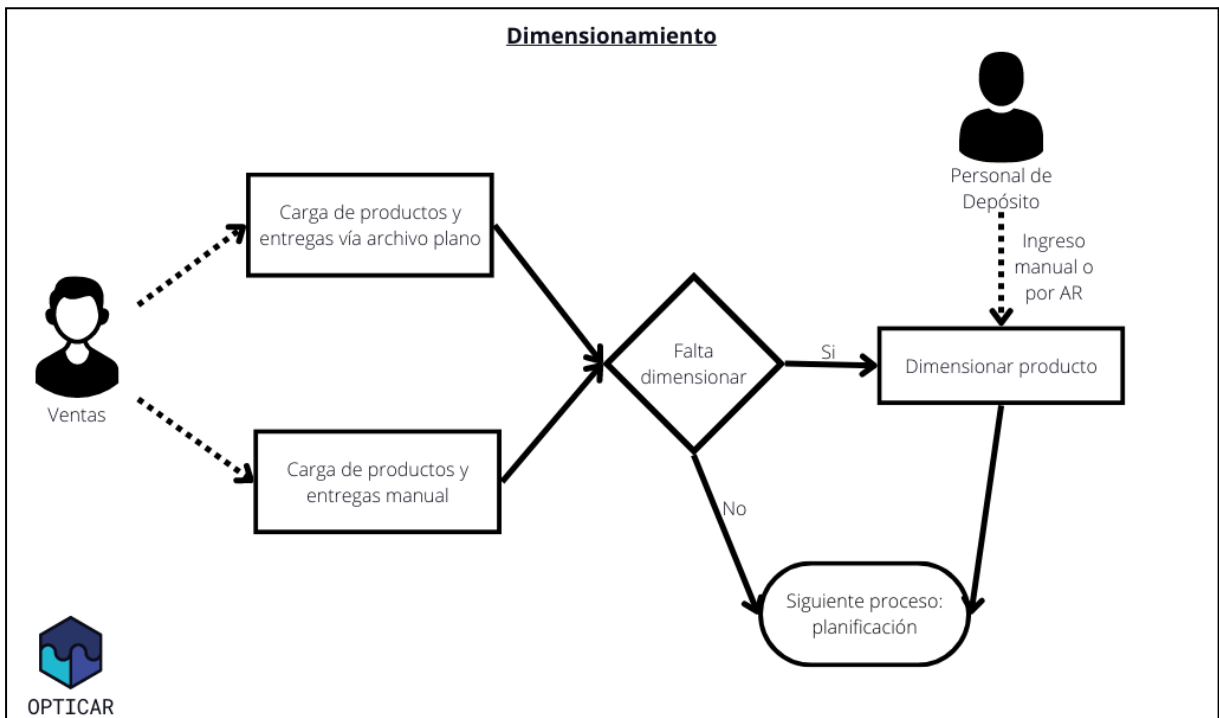 Dimensionamiento
Personal de
Depósito
Ingreso
manual o
por AR
Carga de productos y
entregas vía archivo plano
Ventas
Falta
dimensionar
Si
Dimensionar producto
Carga de productos y
entregas manual
No
Siguiente proceso:
planificación
OPTICAR